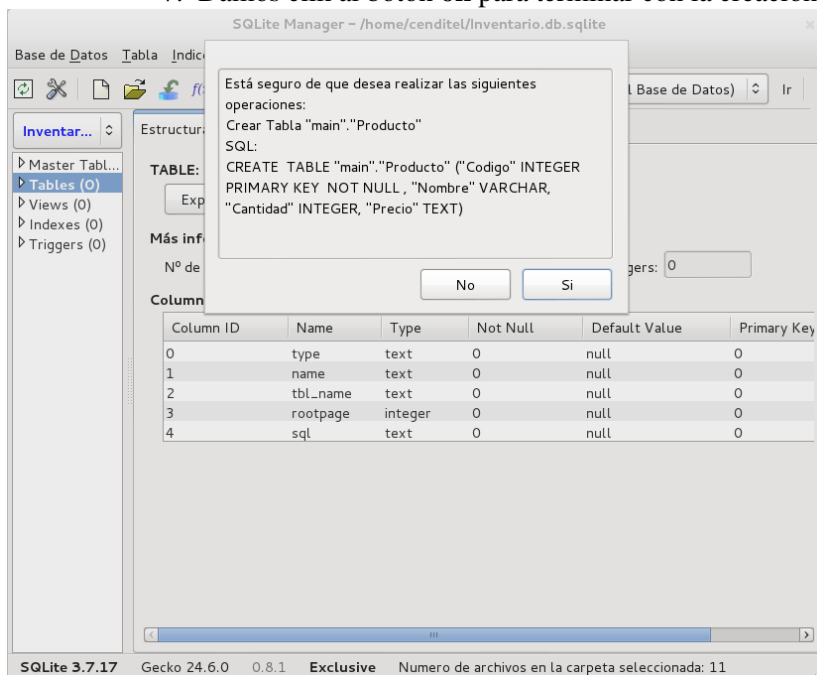 SQLite Manager - /home/cenditel/Inventario.db.sqlite
Base de Datos Tabla Indic
l Base de Datos) Ir
Inventar...
Estructur
Master Tabl...
Tables (0)
Views (0)
Indexes (0)
Triggers (0)
TABLE:
Exp
Más inf
Nº de
gers: 0
Column
Está seguro de que desea realizar las siguientes
operaciones:
Crear Tabla "main"."Producto"
SQL:
CREATE TABLE "main"."Producto" ("Codigo" INTEGER
PRIMARY KEY NOT NULL , "Nombre" VARCHAR,
"Cantidad" INTEGER, "Precio" TEXT)
No Si
Column ID Name Type Not Null Default Value Primary Key
0 type text 0 null 0
1 name text 0 null 0
2 tbl_name text 0 null 0
3 rootpage integer 0 null 0
4 sql text 0 null 0
SQLite 3.7.17 Gecko 24.6.0 0.8.1 Exclusive Numero de archivos en la carpeta seleccionada: 11